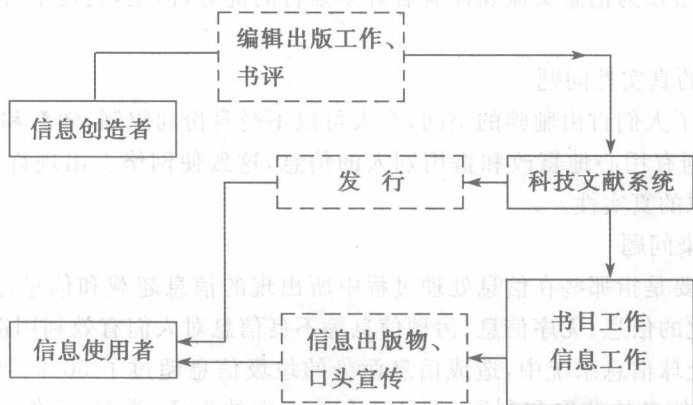 编辑出版工作、
书评
信息创造者
发 行
科技文献系统
书目工作
信息工作
信息出版物、
口头宣传
信息使用者